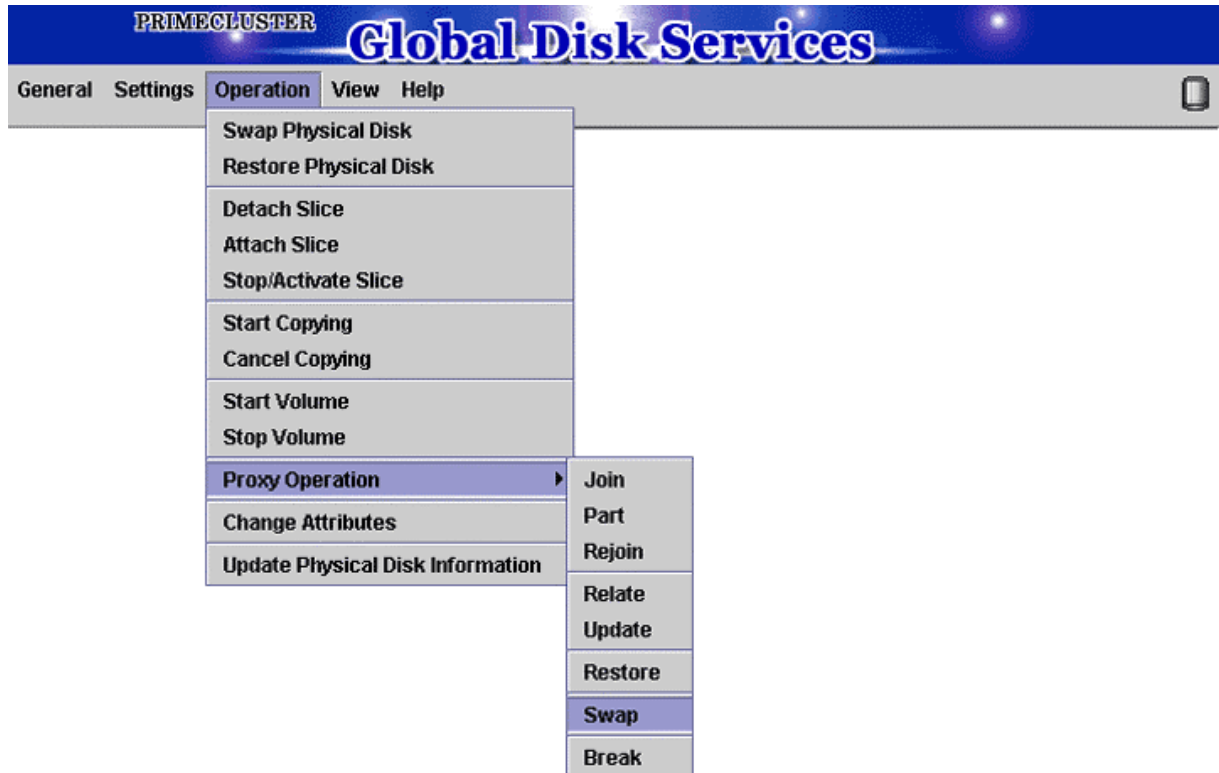 PRIMECLUSTER
Global Disk Services
General Settings Operation View Help
Swap Physical Disk
Restore Physical Disk
Detach Slice
Attach Slice
Stop/Activate Slice
Start Copying
Cancel Copying
Start Volume
Stop Volume
Proxy Operation
Change Attributes
Update Physical Disk Information
Join
Part
Rejoin
Relate
Update
Restore
Swap
Break